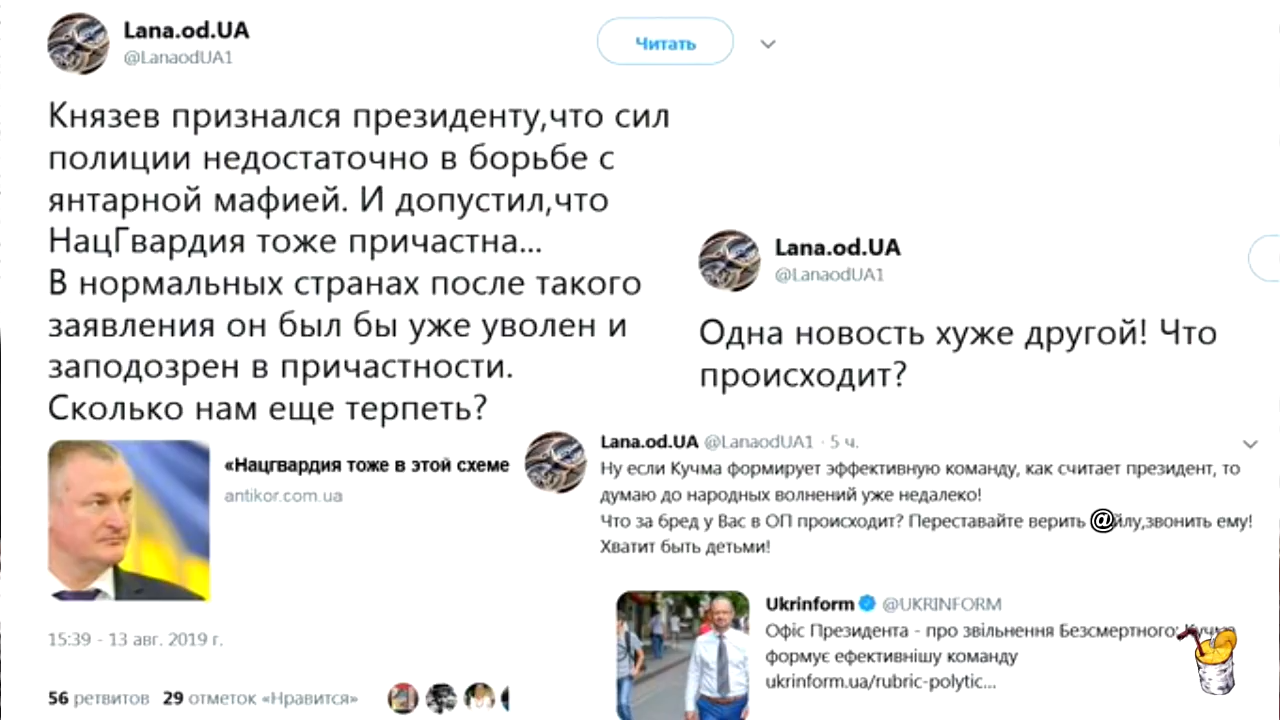 Lana.od.UA
@LanaodUA1
Читать
Князев признался президенту,что сил
полиции недостаточно в борьбе с
янтарной мафией. И допустил,что
НацГвардия тоже причастна...
В нормальных странах после такого
заявления он был бы уже уволен и
заподозрен в причастности.
Сколько нам еще терпеть?
«Нацгвардия тоже в этой схеме
antikor.com.ua
15:39 - 13 авг. 2019 г.
56 ретвитов 29 отметок «Нравится»
Lana.od.UA
@LanaodUA1
Одна новость хуже другой! Что
происходит?
Lana.od.UA @LanaodUA1 · 5 ч.
Ну если Кучма формирует эффективную команду, как считает президент, то
думаю до народных волнений уже недалеко!
Что за бред у Вас в ОП происходит? Переставайте верить @йлу,звонить ему!
Хватит быть детьми!
Ukrinform @UKRINFORM
Офіс Президента - про звільнення Безсмертного: Кучма
формує ефективнішу команду
ukrinform.ua/rubric-polytic...